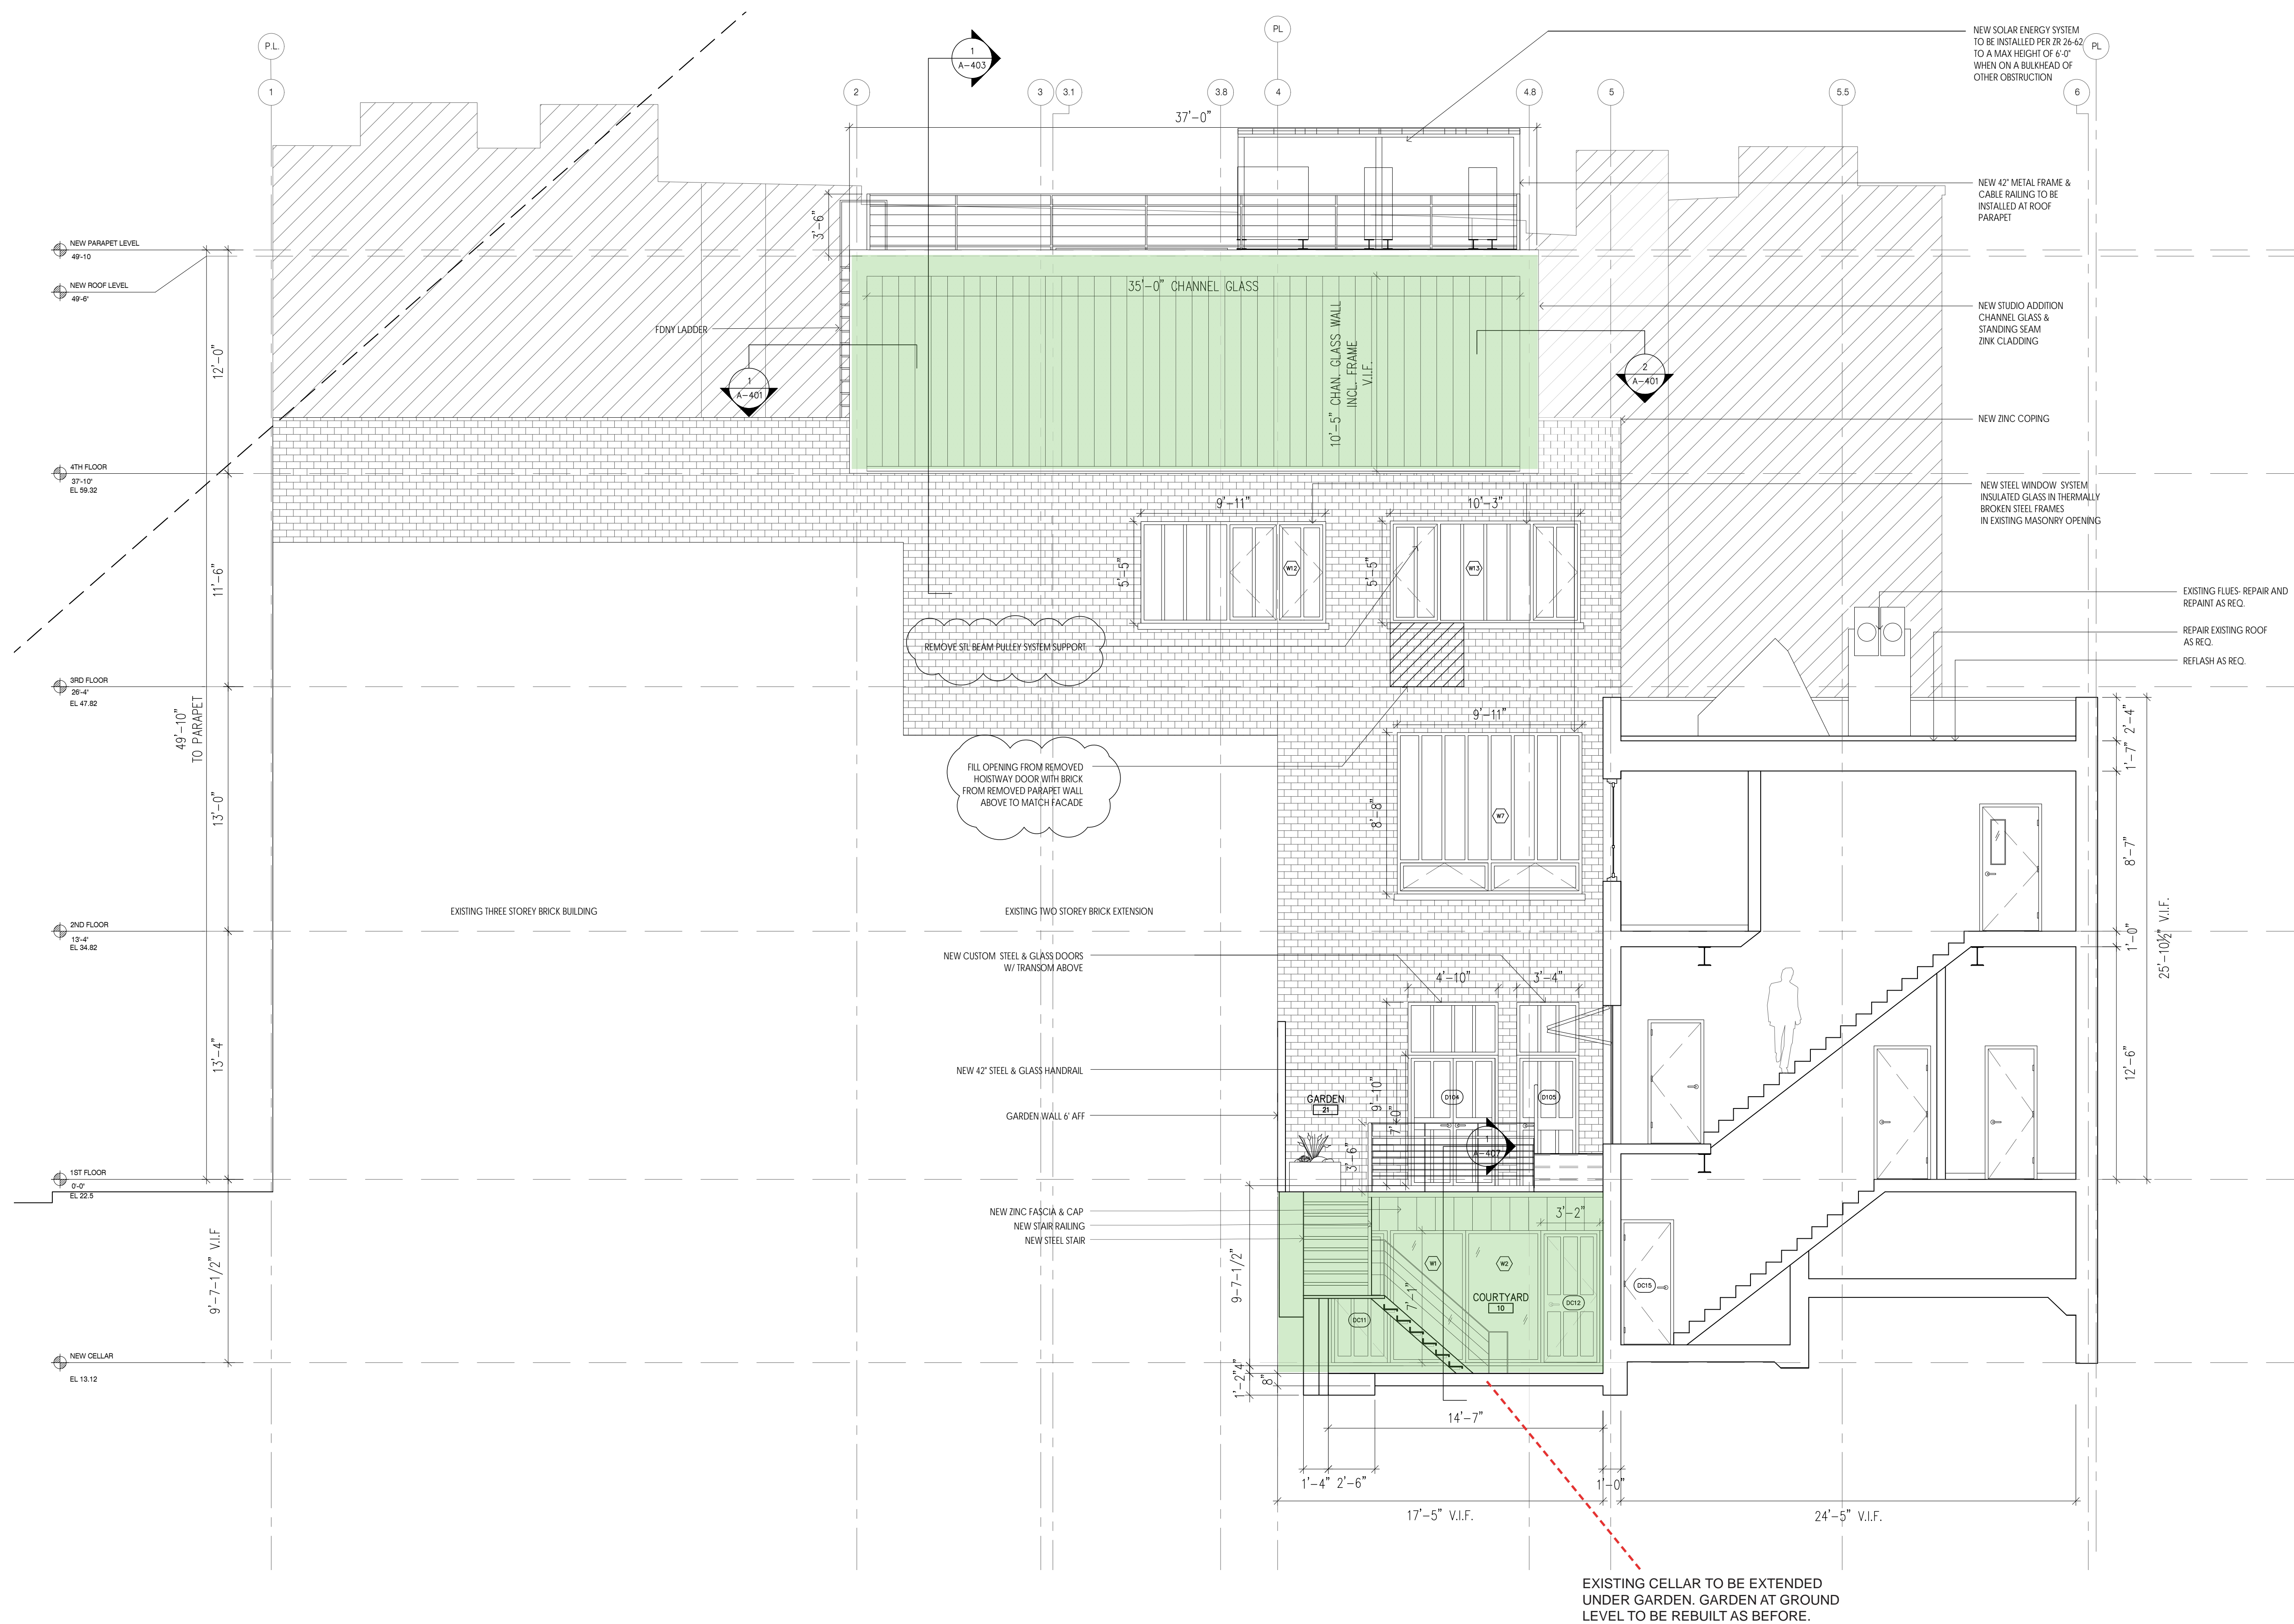 P.L.
PL
PL
1
2
3
3.1
3.8
4
4.8
5
5.5
6
1
A-403
NEW SOLAR ENERGY SYSTEM
TO BE INSTALLED PER ZR 26-62
TO A MAX HEIGHT OF 6'-0"
WHEN ON A BULKHEAD OF
OTHER OBSTRUCTION
37'-0"
NEW 42" METAL FRAME &
CABLE RAILING TO BE
INSTALLED AT ROOF
PARAPET
3'-6"
NEW PARAPET LEVEL
49'-10
NEW ROOF LEVEL
49'-6"
35'-0" CHANNEL GLASS
10'-5" CHAN. GLASS WALL
INCL. FRAME
V.I.F.
NEW STUDIO ADDITION
CHANNEL GLASS &
STANDING SEAM
ZINK CLADDING
FDNY LADDER
12'-0"
1
A-401
2
A-401
NEW ZINC COPING
4TH FLOOR
37'-10"
EL 59.32
NEW STEEL WINDOW SYSTEM
INSULATED GLASS IN THERMALLY
BROKEN STEEL FRAMES
IN EXISTING MASONRY OPENING
9'-11"
10'-3"
5'-5"
W12
5'-5"
W13
11'-6"
EXISTING FLUES- REPAIR AND
REPAINT AS REQ.
REPAIR EXISTING ROOF
AS REQ.
REFLASH AS REQ.
REMOVE STL BEAM PULLEY SYSTEM SUPPORT
3RD FLOOR
26'-4"
EL 47.82
49'-10"
TO PARAPET
9'-11"
2'-4"
1'-7"
FILL OPENING FROM REMOVED
HOISTWAY DOOR WITH BRICK
FROM REMOVED PARAPET WALL
ABOVE TO MATCH FACADE
13'-0"
8'-8"
W7
8'-7"
EXISTING THREE STOREY BRICK BUILDING
EXISTING TWO STOREY BRICK EXTENSION
2ND FLOOR
13'-4"
EL 34.82
1'-0"
25'-10½" V.I.F.
NEW CUSTOM STEEL & GLASS DOORS
W/ TRANSOM ABOVE
4'-10"
3'-4"
13'-4"
12'-6"
NEW 42" STEEL & GLASS HANDRAIL
9'-10"
7'-0"
D104
D105
GARDEN
21
GARDEN WALL 6' AFF
3'-6"
1
A-407
1ST FLOOR
0'-0"
EL 22.5
NEW ZINC FASCIA & CAP
NEW STAIR RAILING
NEW STEEL STAIR
3'-2"
9'-7-1/2" V.I.F
9-7-1/2"
W1
W2
7'-1"
COURTYARD
10
DC11
DC12
DC15
NEW CELLAR
EL 13.12
4"
1'-2"
8"
14'-7"
1'-4"
2'-6"
1'-0"
17'-5" V.I.F.
24'-5" V.I.F.
EXISTING CELLAR TO BE EXTENDED
UNDER GARDEN. GARDEN AT GROUND
LEVEL TO BE REBUILT AS BEFORE.